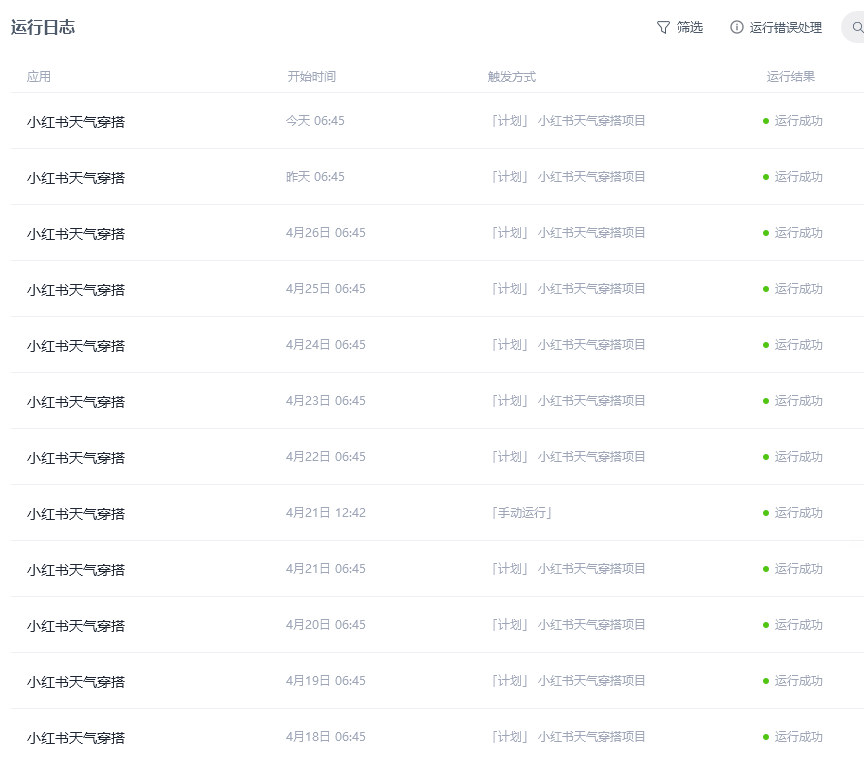 运行日志 筛选 运行错误处理
应用 开始时间 触发方式 运行结果
小红书天气穿搭 今天 06:45 「计划」 小红书天气穿搭项目 运行成功
小红书天气穿搭 昨天 06:45 「计划」 小红书天气穿搭项目 运行成功
小红书天气穿搭 4月26日 06:45 「计划」 小红书天气穿搭项目 运行成功
小红书天气穿搭 4月25日 06:45 「计划」 小红书天气穿搭项目 运行成功
小红书天气穿搭 4月24日 06:45 「计划」 小红书天气穿搭项目 运行成功
小红书天气穿搭 4月23日 06:45 「计划」 小红书天气穿搭项目 运行成功
小红书天气穿搭 4月22日 06:45 「计划」 小红书天气穿搭项目 运行成功
小红书天气穿搭 4月21日 12:42 「手动运行」 运行成功
小红书天气穿搭 4月21日 06:45 「计划」 小红书天气穿搭项目 运行成功
小红书天气穿搭 4月20日 06:45 「计划」 小红书天气穿搭项目 运行成功
小红书天气穿搭 4月19日 06:45 「计划」 小红书天气穿搭项目 运行成功
小红书天气穿搭 4月18日 06:45 「计划」 小红书天气穿搭项目 运行成功